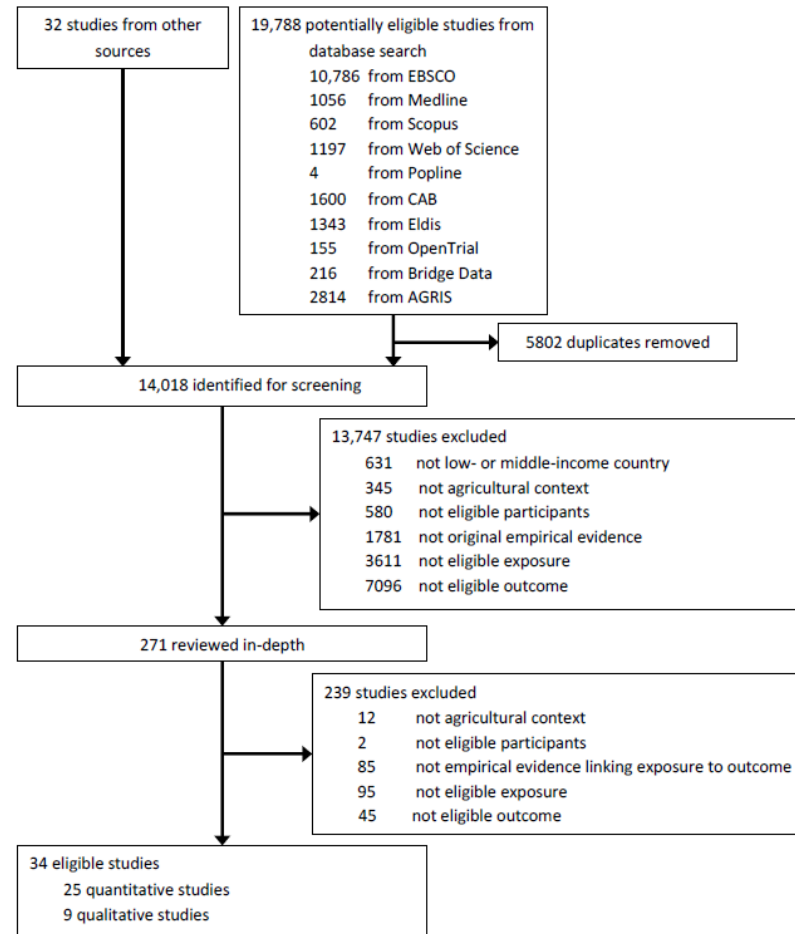 32 studies from other
sources
19,788 potentially eligible studies from
database search
10,786 from EBSCO
1056 from Medline
602 from Scopus
1197 from Web of Science
4 from Popline
1600 from CAB
1343 from Eldis
155 from OpenTrial
216 from Bridge Data
2814 from AGRIS
5802 duplicates removed
14,018 identified for screening
13,747 studies excluded
631 not low- or middle-income country
345 not agricultural context
580 not eligible participants
1781 not original empirical evidence
3611 not eligible exposure
7096 not eligible outcome
271 reviewed in-depth
239 studies excluded
12 not agricultural context
2 not eligible participants
85 not empirical evidence linking exposure to outcome
95 not eligible exposure
45 not eligible outcome
34 eligible studies
25 quantitative studies
9 qualitative studies